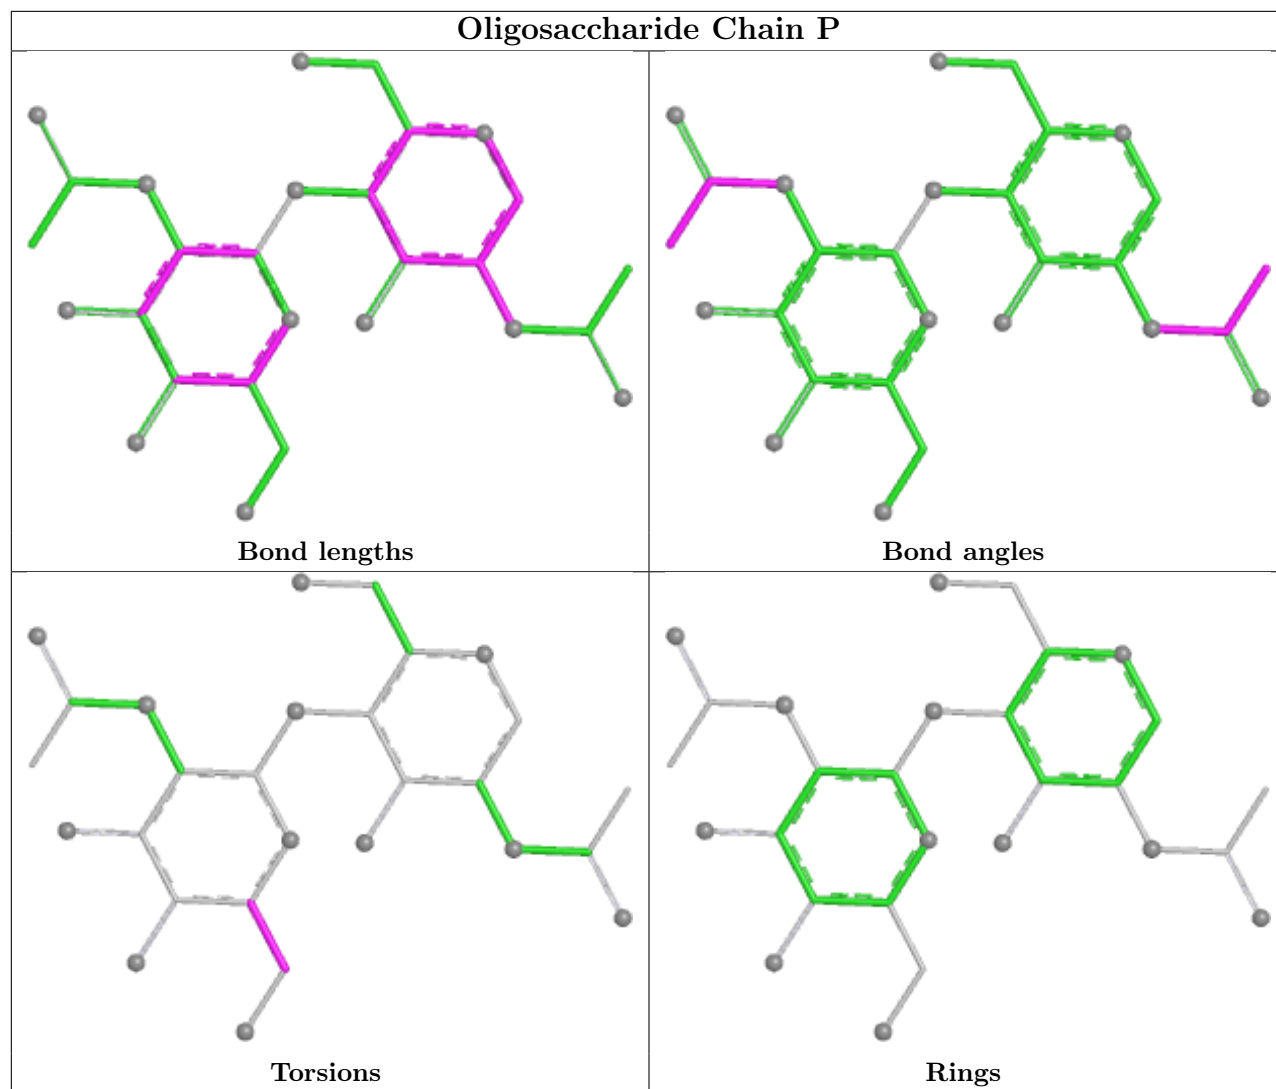 Oligosaccharide Chain P
Bond lengths
Bond angles
Torsions
Rings